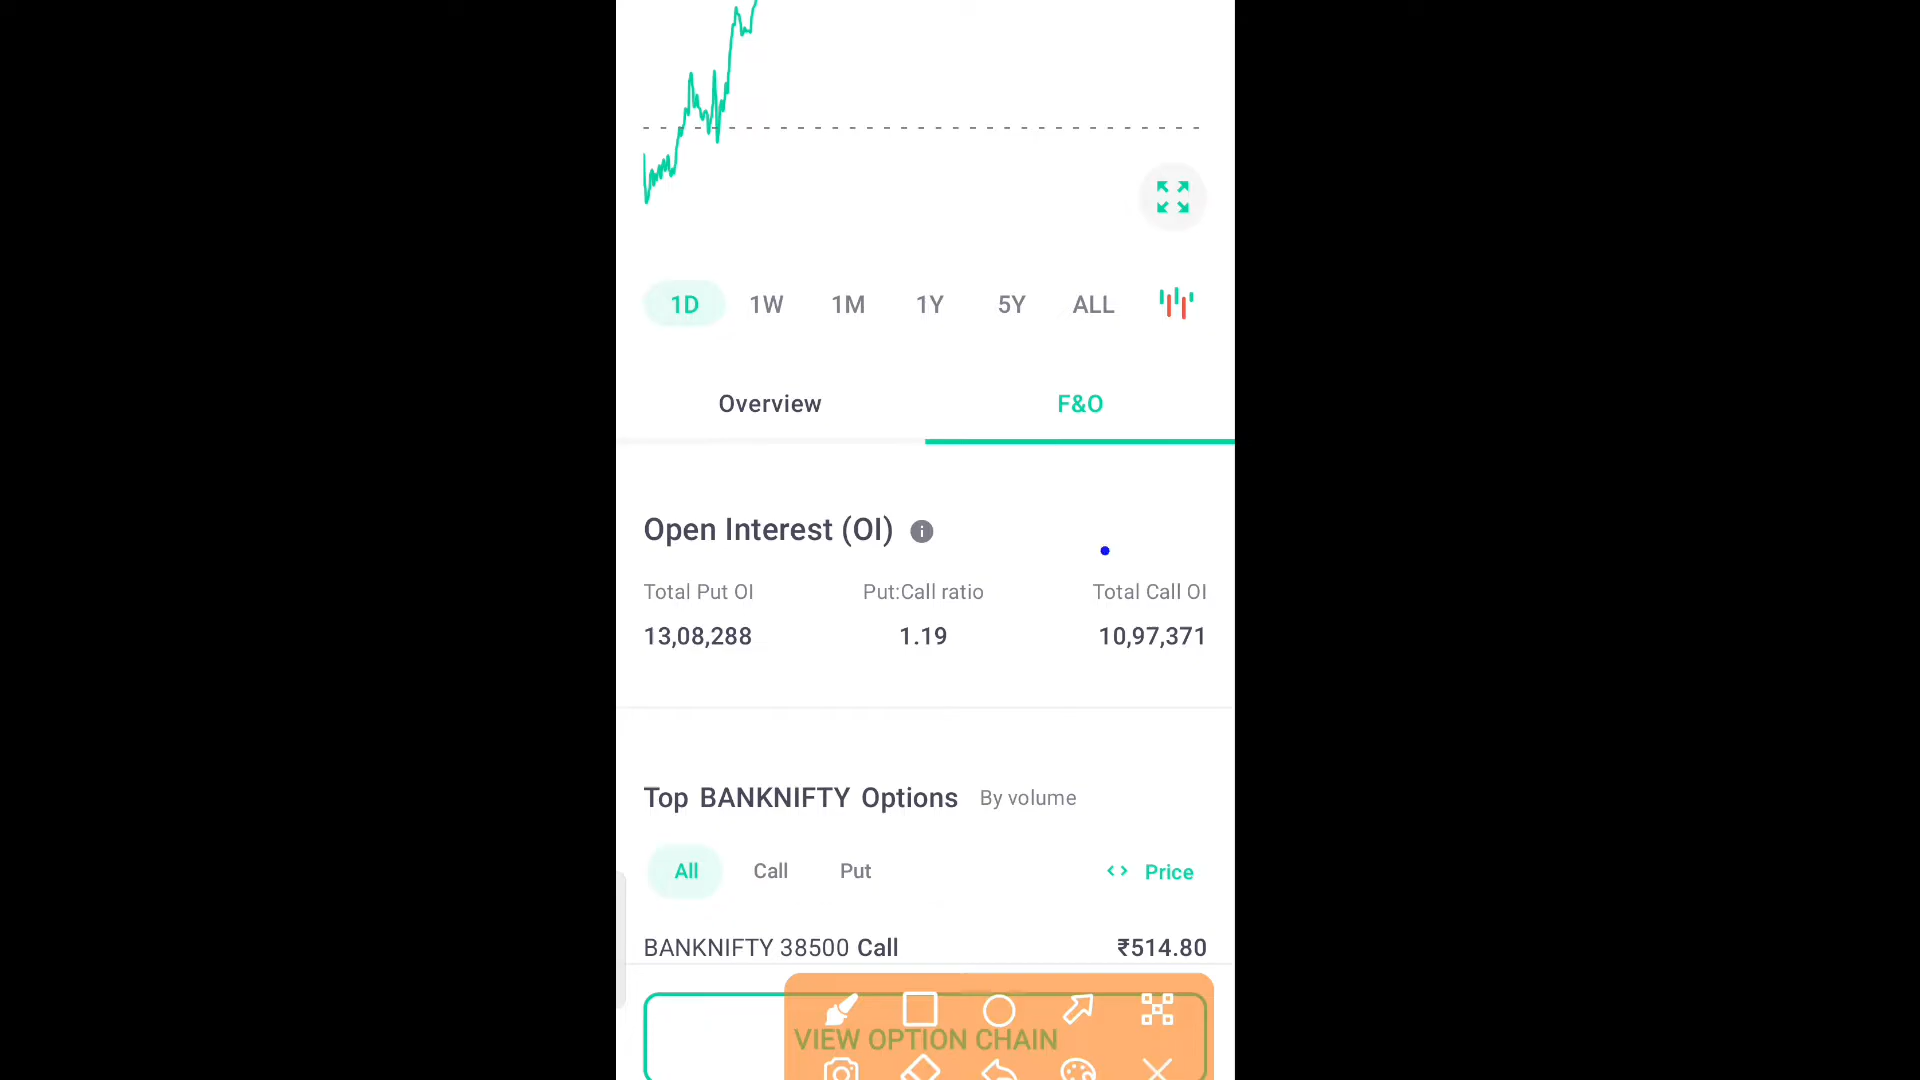 1D 1W 1M 1Y 5Y ALL
Overview F&O
Open Interest (OI)
Total Put OI Put:Call ratio Total Call OI
13,08,288 1.19 10,97,371
Top BANKNIFTY Options By volume
All Call Put <> Price
BANKNIFTY 38500 Call ₹514.80
VIEW OPTION CHAIN